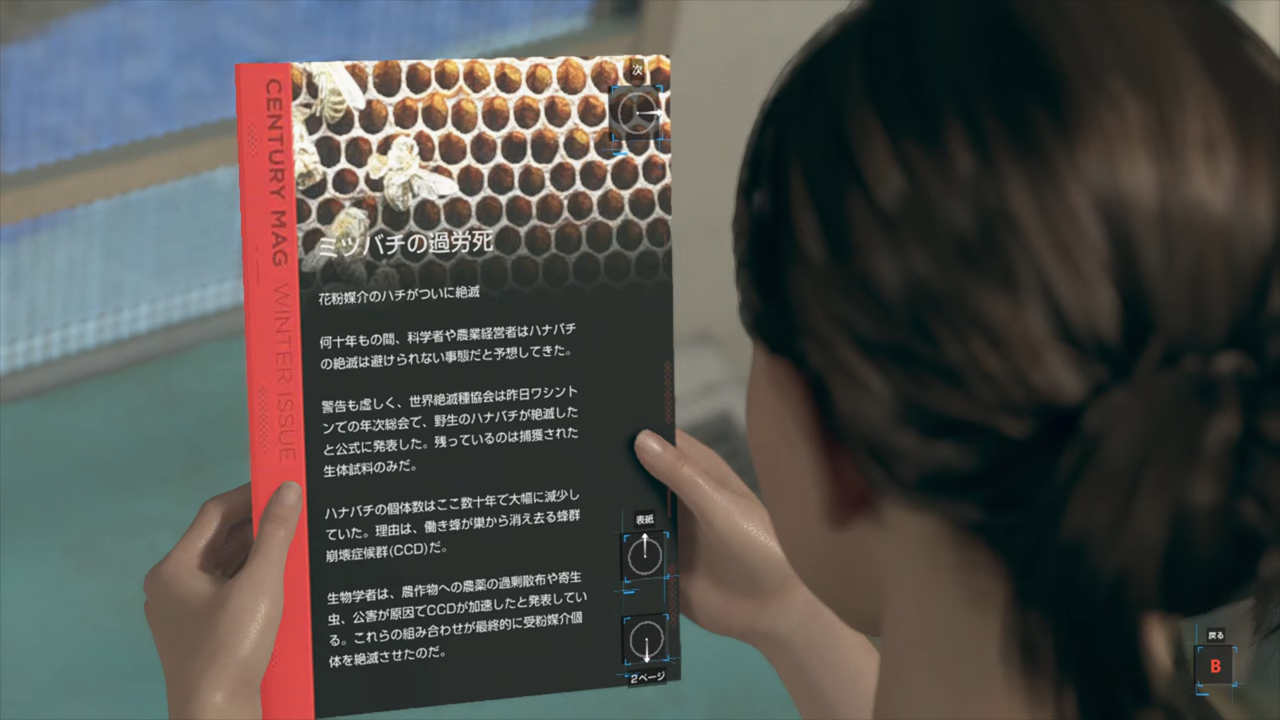 CENTURY MAG WINTER ISSUE
次
ミツバチの過労死
花粉媒介のハチがついに絶滅
何十年もの間、科学者や農業経営者はハナバチ
の絶滅は避けられない事態だと予想してきた。
警告も虚しく、世界絶滅種協会は昨日ワシント
ンでの年次総会で、野生のハナバチが絶滅した
と公式に発表した。残っているのは捕獲された
生体試料のみだ。
ハナバチの個体数はここ数十年で大幅に減少し
ていた。理由は、働き蜂が巣から消え去る蜂群
崩壊症候群(CCD)だ。
生物学者は、農作物への農薬の過剰散布や寄生
虫、公害が原因でCCDが加速したと発表してい
る。これらの組み合わせが最終的に受粉媒介個
体を絶滅させたのだ。
表紙
2ページ
戻る
B